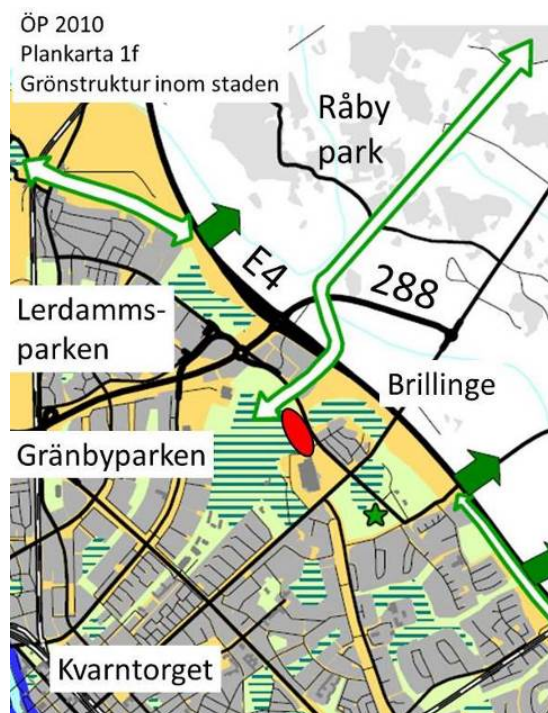 ÖP 2010
Plankarta 1f
Grönstruktur inom staden
Råby
park
E4
288
Lerdamms-
parken
Brillinge
Gränbyparken
Kvarntorget